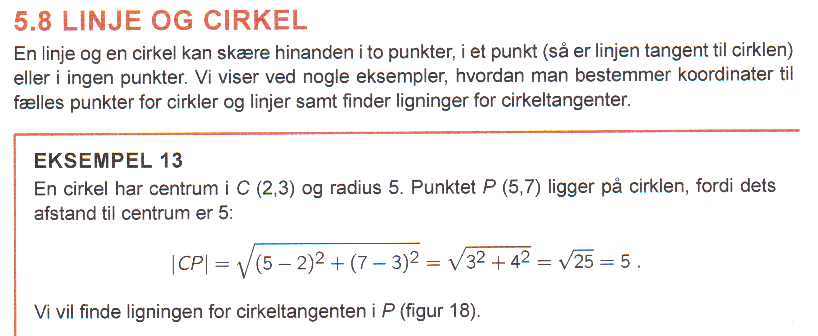 5.8 LINJE OG CIRKEL
En linje og en cirkel kan skære hinanden i to punkter, i et punkt (så er linjen tangent til cirklen)
eller i ingen punkter. Vi viser ved nogle eksempler, hvordan man bestemmer koordinater til
fælles punkter for cirkler og linjer samt finder ligninger for cirkeltangenter.
EKSEMPEL 13
En cirkel har centrum i C (2,3) og radius 5. Punktet P (5,7) ligger på cirklen, fordi dets
afstand til centrum er 5:
|CP| = √(5 – 2)² + (7 – 3)² = √3² + 4² = √25 = 5 .
Vi vil finde ligningen for cirkeltangenten i P (figur 18).